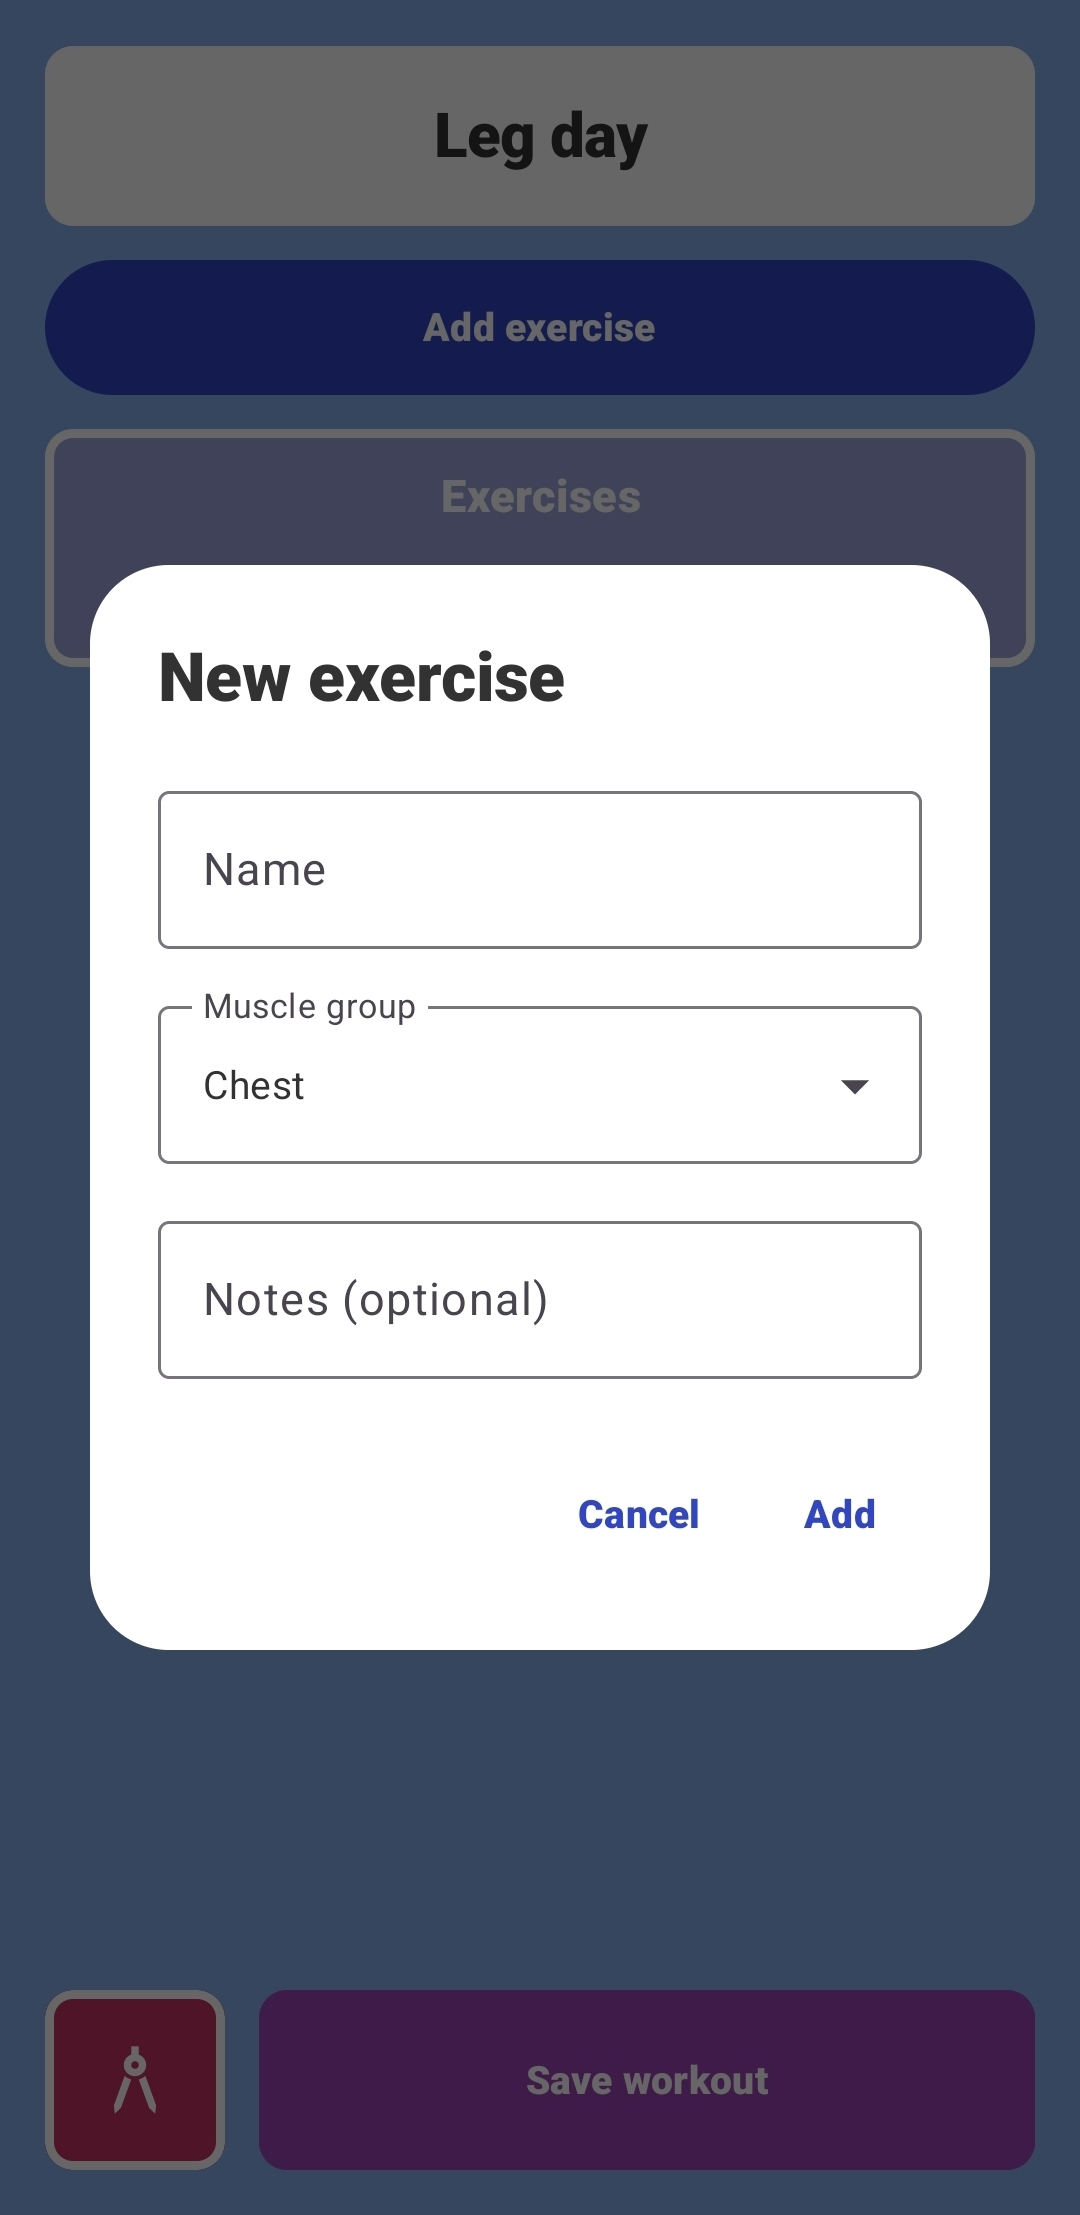 Leg day
Add exercise
Exercises
New exercise
Name
Muscle group
Chest
Notes (optional)
Cancel
Add
Save workout